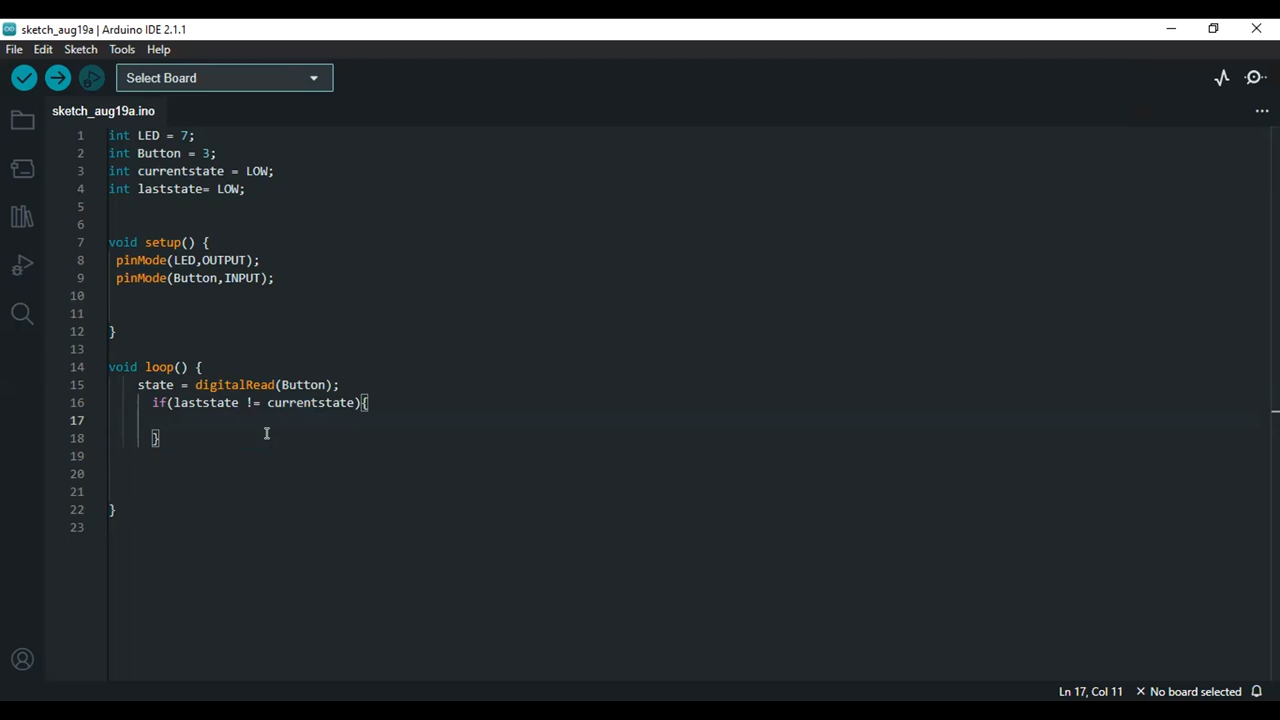 sketch_aug19a | Arduino IDE 2.1.1
File Edit Sketch Tools Help
Select Board
sketch_aug19a.ino
1 int LED = 7;
2 int Button = 3;
3 int currentstate = LOW;
4 int laststate= LOW;
5
6
7 void setup() {
8 pinMode(LED,OUTPUT);
9 pinMode(Button,INPUT);
10
11
12 }
13
14 void loop() {
15 state = digitalRead(Button);
16 if(laststate != currentstate){
17
18 }
19
20
21
22 }
23
Ln 17, Col 11 × No board selected